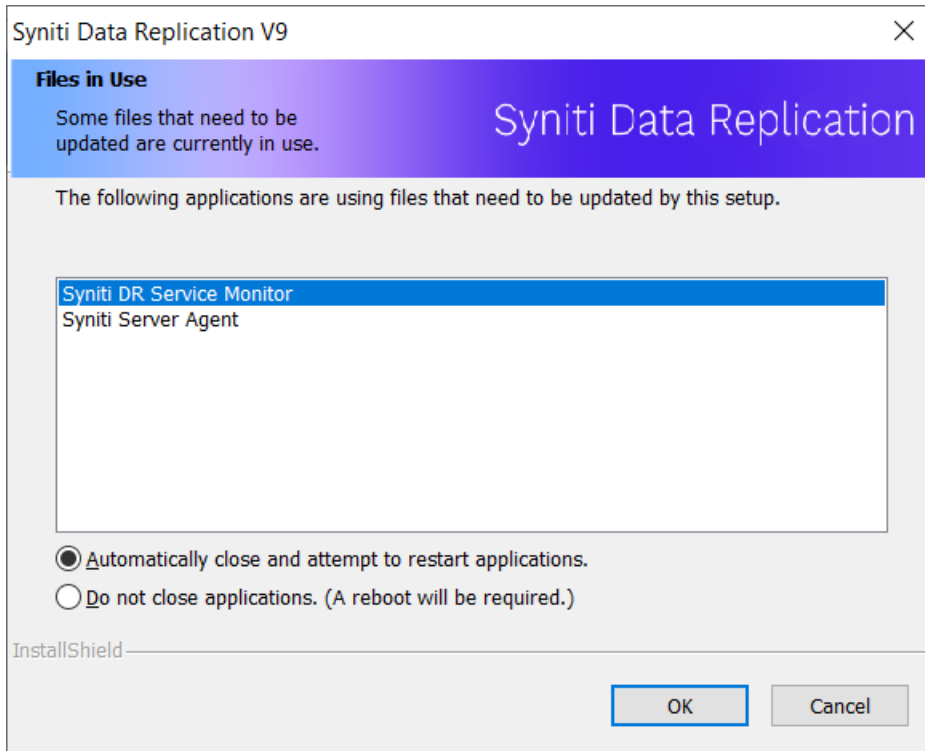 Syniti Data Replication V9
Files in Use
Some files that need to be
updated are currently in use.
Syniti Data Replication
The following applications are using files that need to be updated by this setup.
Syniti DR Service Monitor
Syniti Server Agent
Automatically close and attempt to restart applications.
Do not close applications. (A reboot will be required.)
InstallShield
OK
Cancel